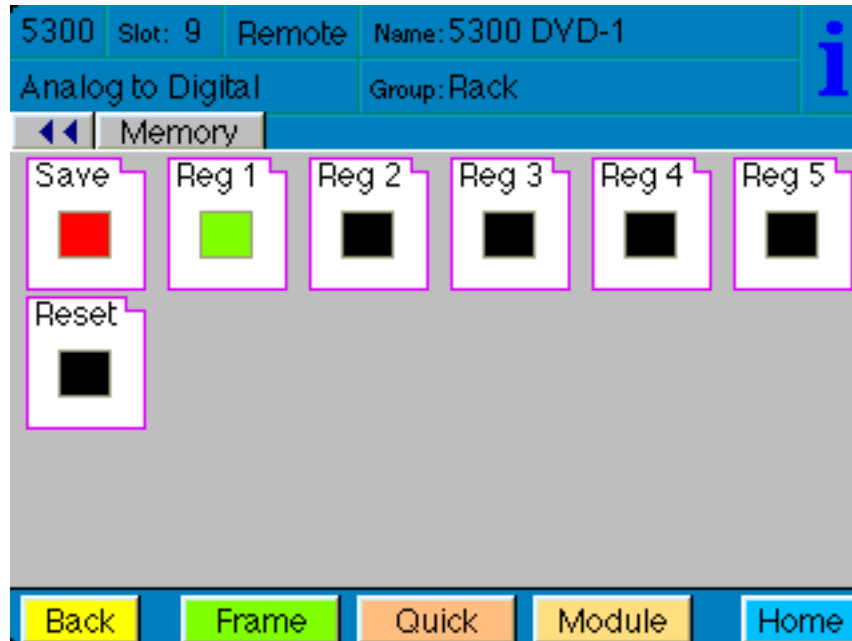 5300 Slot: 9 Remote Name: 5300 DVD-1
Analog to Digital Group: Rack
Memory
Save Reg 1 Reg 2 Reg 3 Reg 4 Reg 5
Reset
Back Frame Quick Module Home